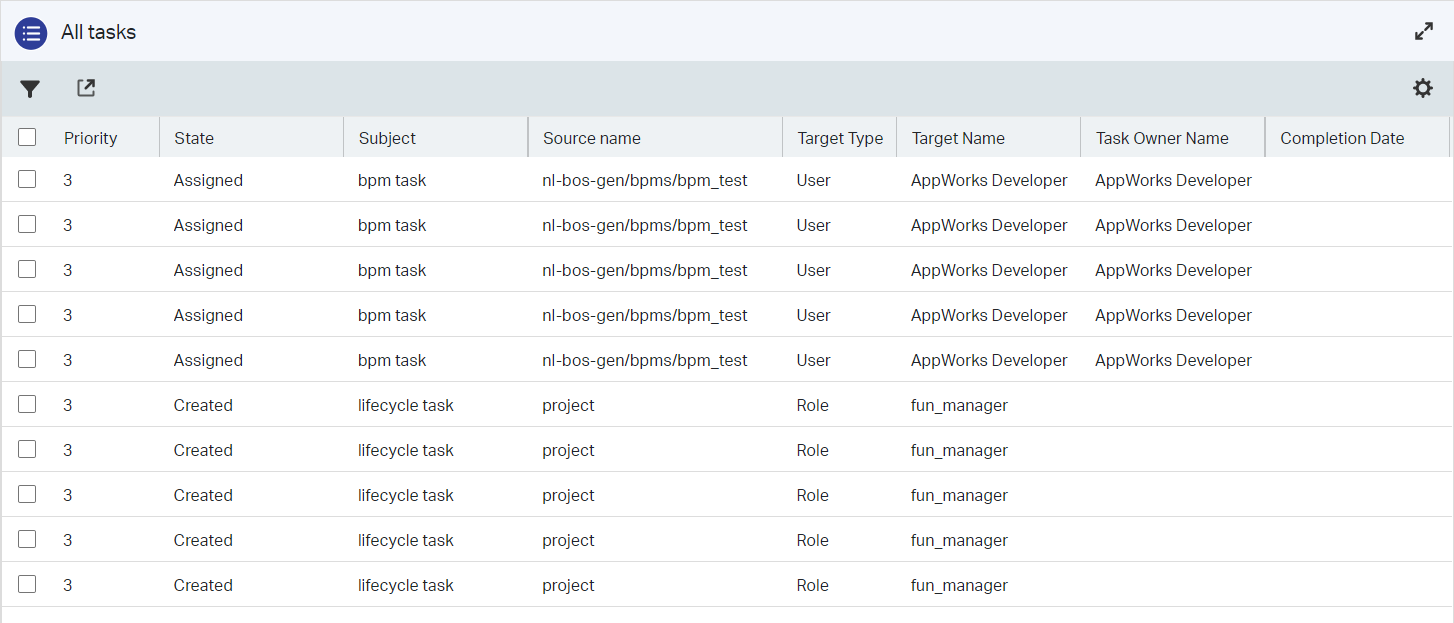 All tasks
Priority State Subject Source name Target Type Target Name Task Owner Name Completion Date
3 Assigned bpm task nl-bos-gen/bpms/bpm_test User AppWorks Developer AppWorks Developer
3 Assigned bpm task nl-bos-gen/bpms/bpm_test User AppWorks Developer AppWorks Developer
3 Assigned bpm task nl-bos-gen/bpms/bpm_test User AppWorks Developer AppWorks Developer
3 Assigned bpm task nl-bos-gen/bpms/bpm_test User AppWorks Developer AppWorks Developer
3 Assigned bpm task nl-bos-gen/bpms/bpm_test User AppWorks Developer AppWorks Developer
3 Created lifecycle task project Role fun_manager
3 Created lifecycle task project Role fun_manager
3 Created lifecycle task project Role fun_manager
3 Created lifecycle task project Role fun_manager
3 Created lifecycle task project Role fun_manager